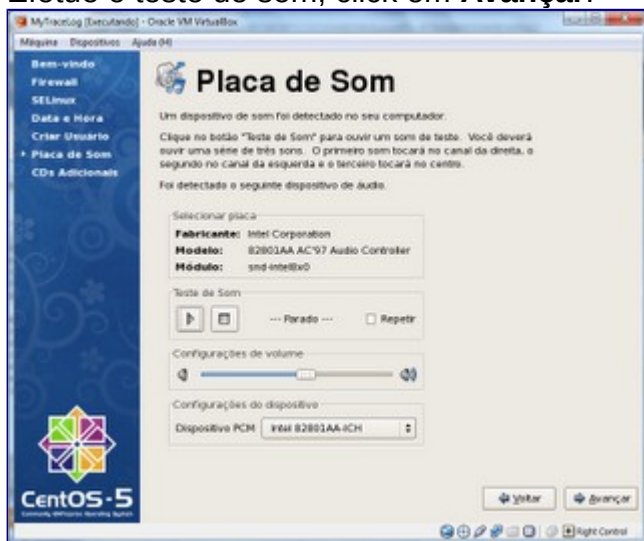 Efetue o teste de som, click em Avançar.
MyTraceLog [Executando] - Oracle VM VirtualBox
Máquina Dispositivos Ajuda (H)
Bem-vindo
Firewall
SELinux
Data e Hora
Criar Usuário
Placa de Som
CDs Adicionais
Placa de Som
Um dispositivo de som foi detectado no seu computador.
Clique no botão "Teste de Som" para ouvir um som de teste. Você deverá
ouvir uma série de três sons. O primeiro som tocará no canal da direita, o
segundo no canal da esquerda e o terceiro tocará no centro.
Foi detectado o seguinte dispositivo de áudio.
Selecionar placa
Fabricante: Intel Corporation
Modelo: 82801AA AC'97 Audio Controller
Módulo: snd-intel8x0
Teste de Som
--- Parado --- Repetir
Configurações de volume
Configurações do dispositivo
Dispositivo PCM Intel 82801AA-ICH
CentOS-5
Community ENTerprise Operating System
Voltar Avançar
Right Control